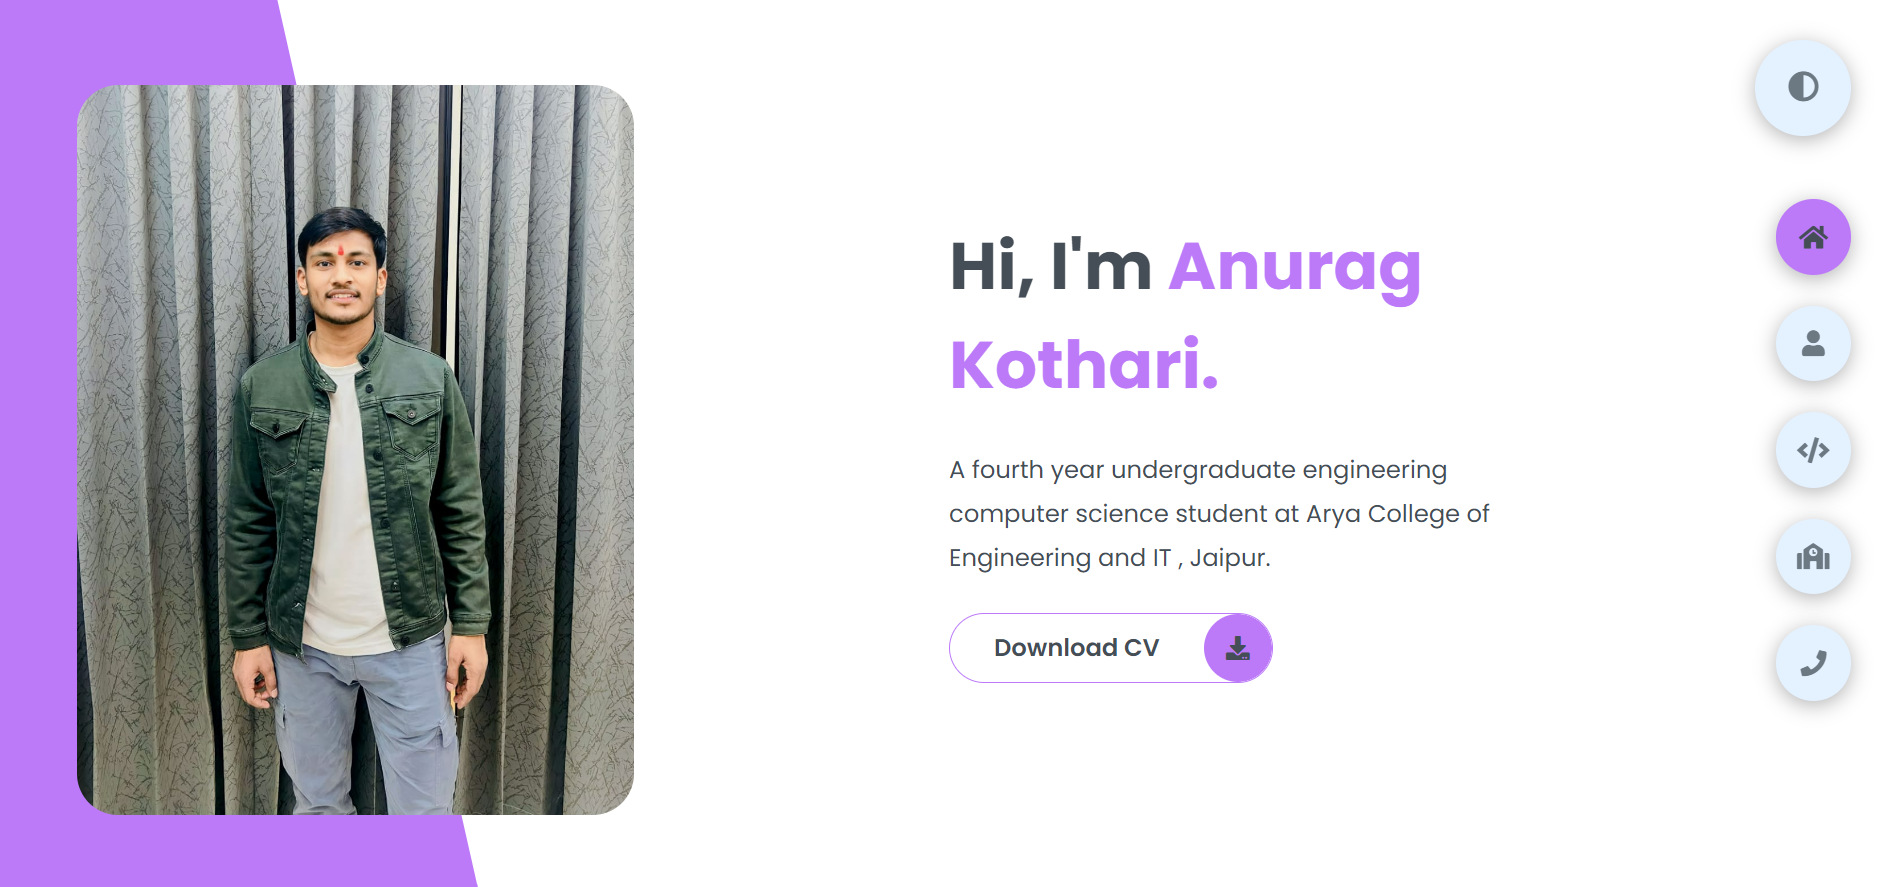 Hi, I'm Anurag
Kothari.
A fourth year undergraduate engineering
computer science student at Arya College of
Engineering and IT , Jaipur.
Download CV